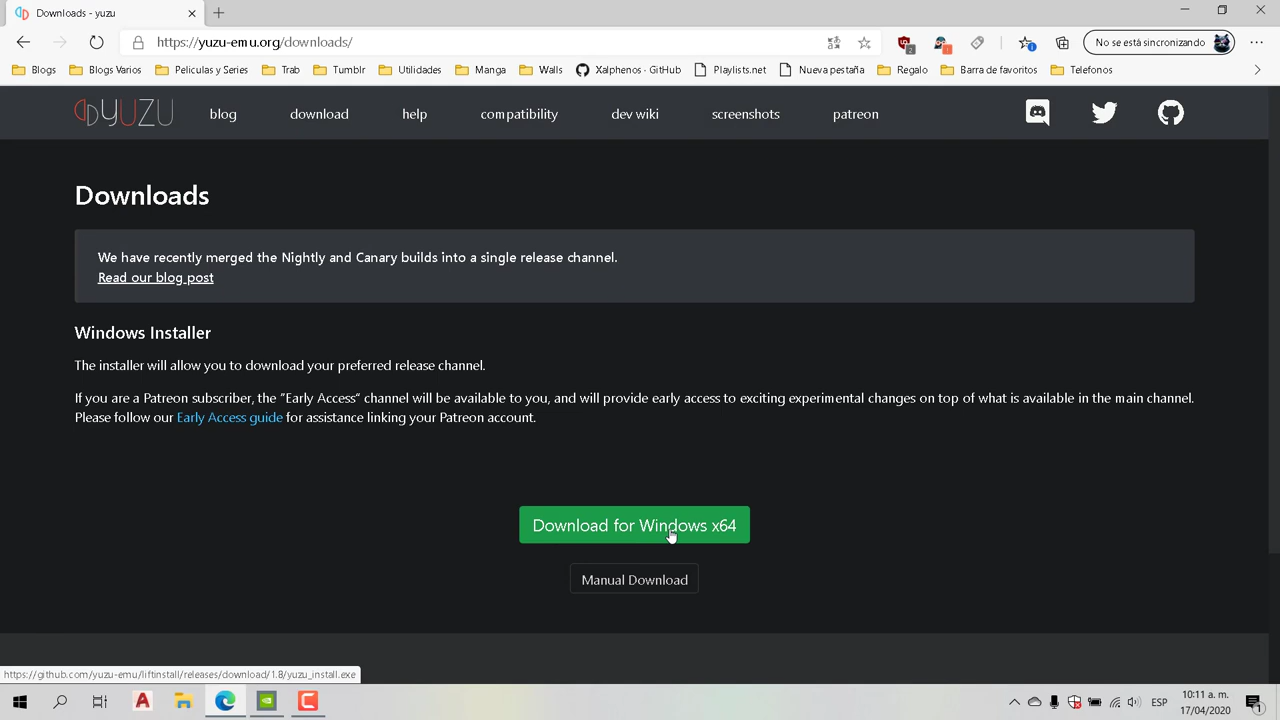 Downloads - yuzu
https://yuzu-emu.org/downloads/
2
1
No se está sincronizando
Blogs
Blogs Varios
Peliculas y Series
Trab
Tumblr
Utilidades
Manga
Walls
Xalphenos - GitHub
Playlists.net
Nueva pestaña
Regalo
Barra de favoritos
Telefonos
YUZU
blog
download
help
compatibility
dev wiki
screenshots
patreon
Downloads
We have recently merged the Nightly and Canary builds into a single release channel.
Read our blog post
Windows Installer
The installer will allow you to download your preferred release channel.
If you are a Patreon subscriber, the "Early Access" channel will be available to you, and will provide early access to exciting experimental changes on top of what is available in the main channel.
Please follow our Early Access guide for assistance linking your Patreon account.
Download for Windows x64
Manual Download
https://github.com/yuzu-emu/liftinstall/releases/download/1.8/yuzu_install.exe
ESP
10:11 a. m.
17/04/2020
1